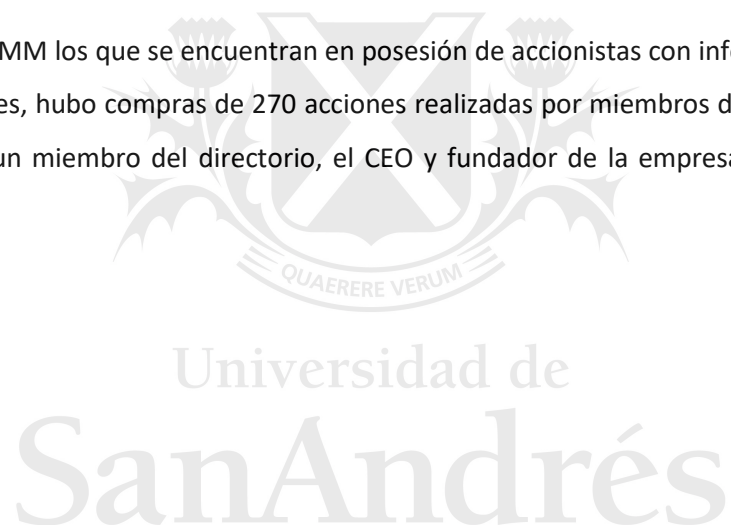 MM los que se encuentran en posesión de accionistas con inf
es, hubo compras de 270 acciones realizadas por miembros d
un miembro del directorio, el CEO y fundador de la empresa
QUAERERE VERUM
Universidad de
SanAndrés